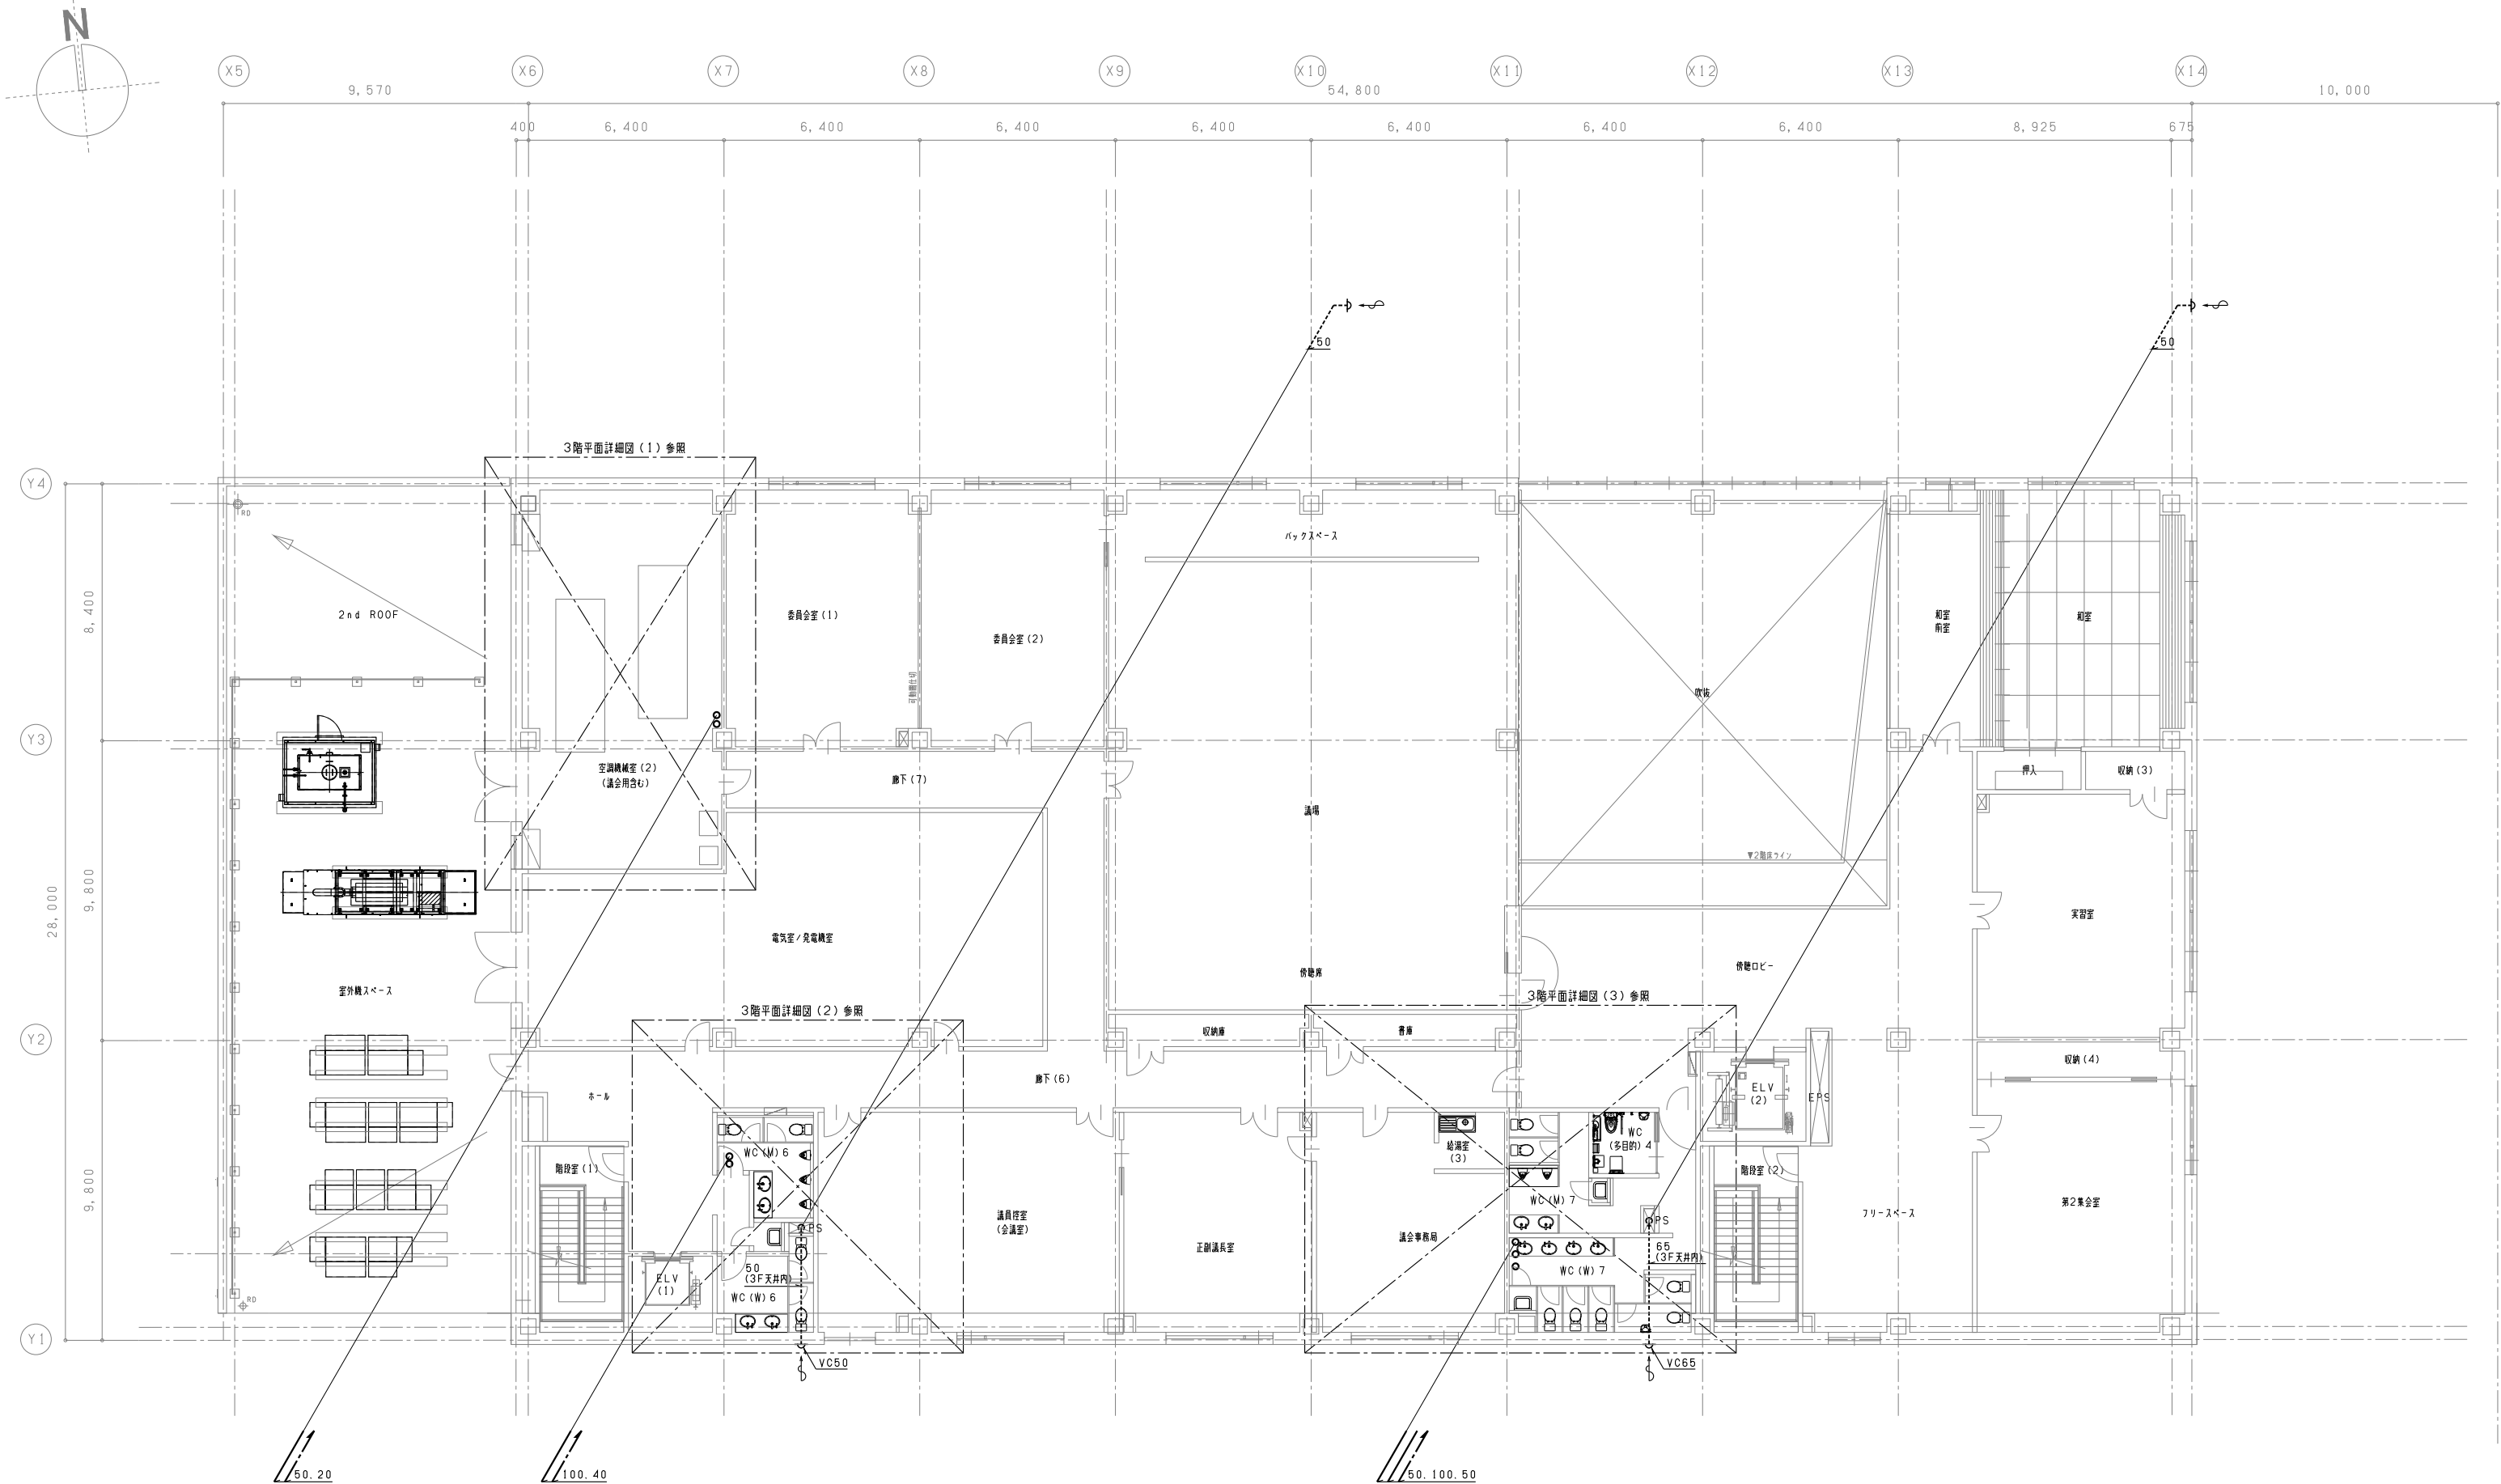 N
X5
X6
X7
X8
X9
X10
X11
X12
X13
X14
9,570
54,800
10,000
400
6,400
6,400
6,400
6,400
6,400
6,400
6,400
8,925
675
50
50
3階平面詳細図(1)参照
Y4
RD
バックスペース
8,400
2nd ROOF
委員会室(1)
委員会室(2)
和室
前室
和室
可動間仕切
吹抜
Y3
空調機械室(2)
(議会用含む)
廊下(7)
押入
収納(3)
議場
▼2階床ライン
28,000
9,800
電気室/発電機室
実習室
傍聴席
傍聴ロビー
室外機スペース
3階平面詳細図(2)参照
3階平面詳細図(3)参照
Y2
収納庫
書庫
収納(4)
廊下(6)
ホール
ELV
(2)
EPS
WC(M)6
給湯室
(3)
WC
(多目的)4
階段室(1)
階段室(2)
9,800
WC(M)7
議員控室
(会議室)
第2集会室
フリースペース
PS
PS
正副議長室
議会事務局
65
(3F天井内)
50
(3F天井内)
WC(W)7
ELV
(1)
WC(W)6
RD
Y1
VC50
VC65
50.20
100.40
50.100.50